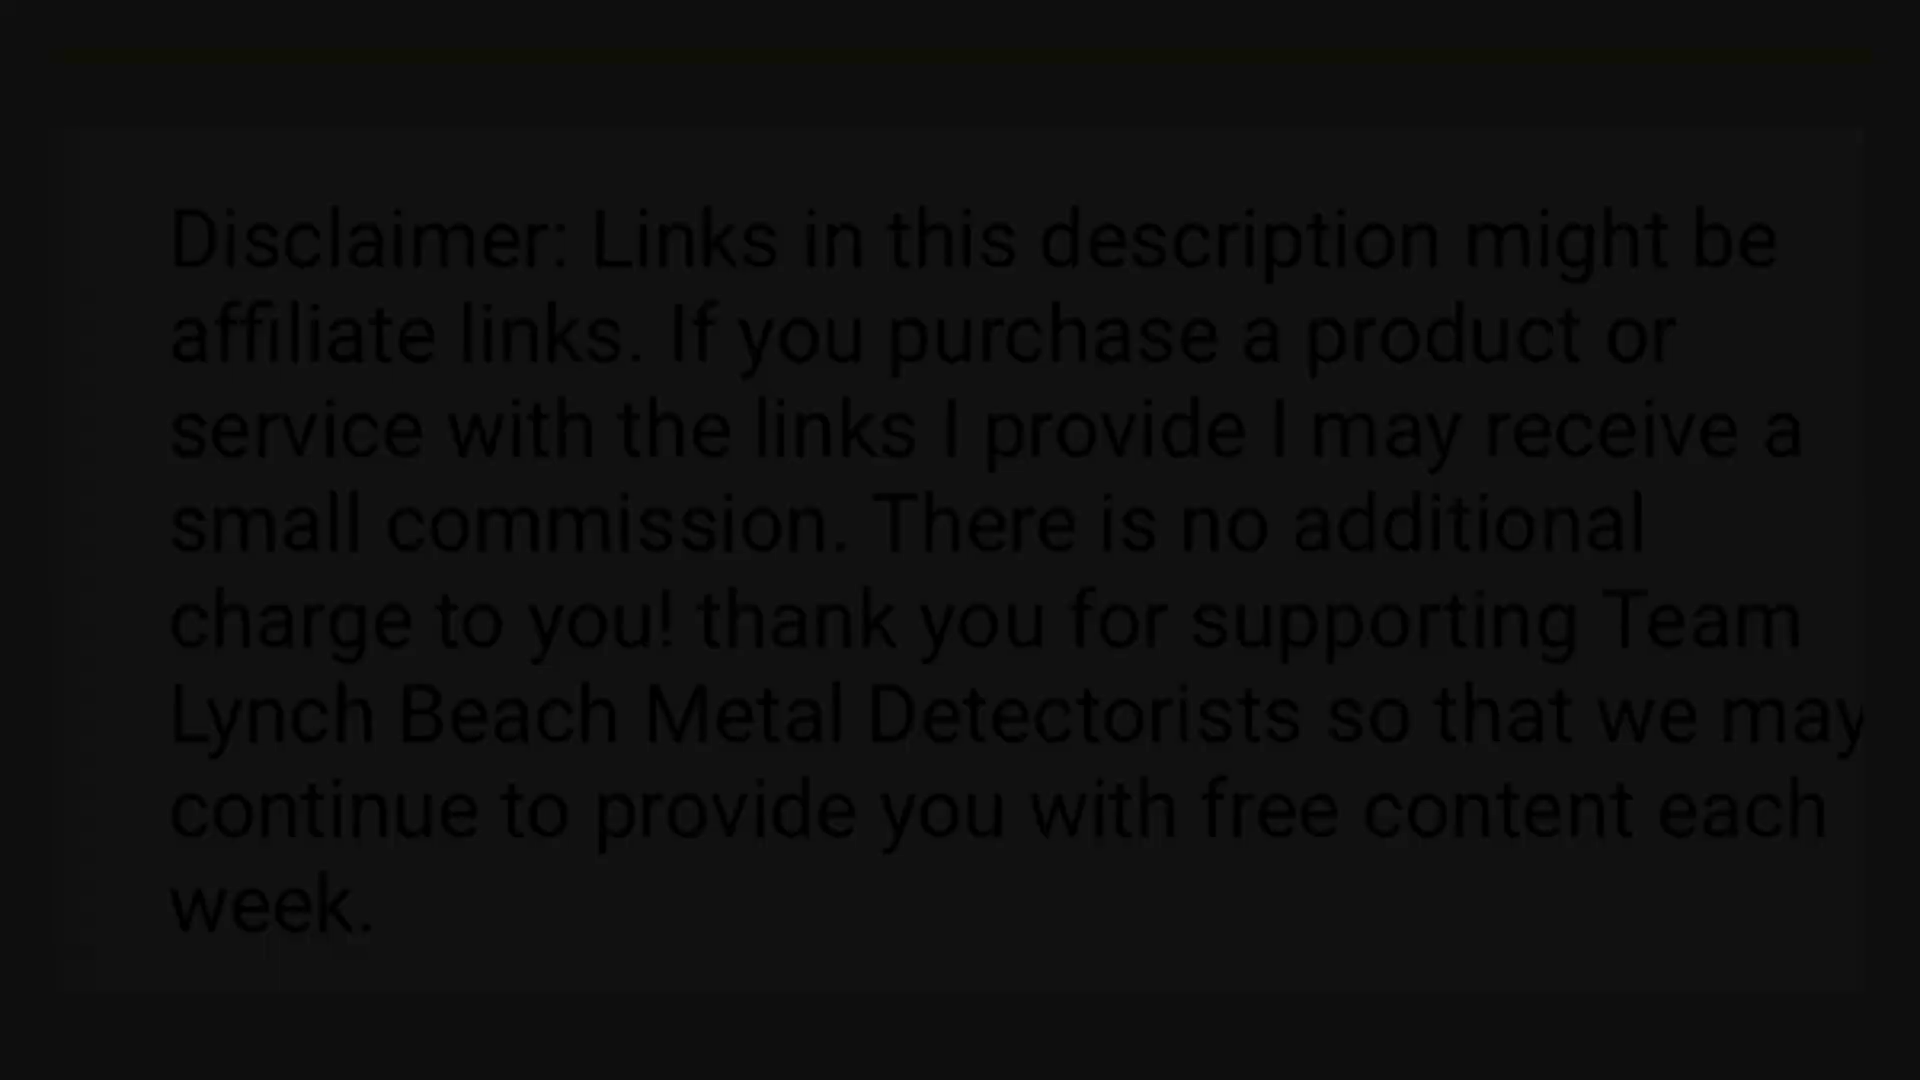 Disclaimer: Links in this description might be
affiliate links. If you purchase a product or
service with the links I provide I may receive a
small commission. There is no additional
charge to you! thank you for supporting Team
Lynch Beach Metal Detectorists so that we may
continue to provide you with free content each
week.